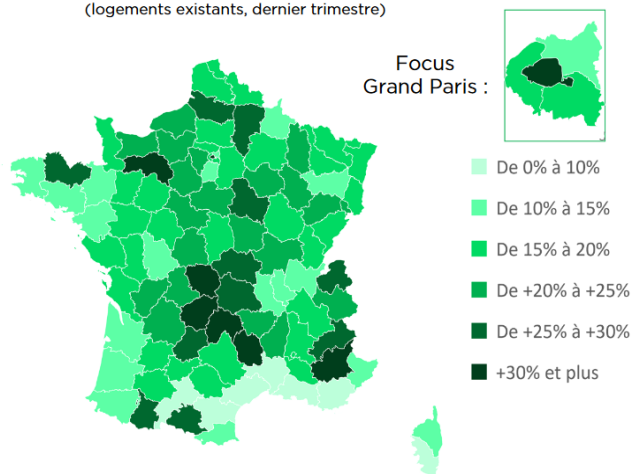 (logements existants, dernier trimestre)
Focus
Grand Paris :
De 0% à 10%
De 10% à 15%
De 15% à 20%
De +20% à +25%
De +25% à +30%
+30% et plus